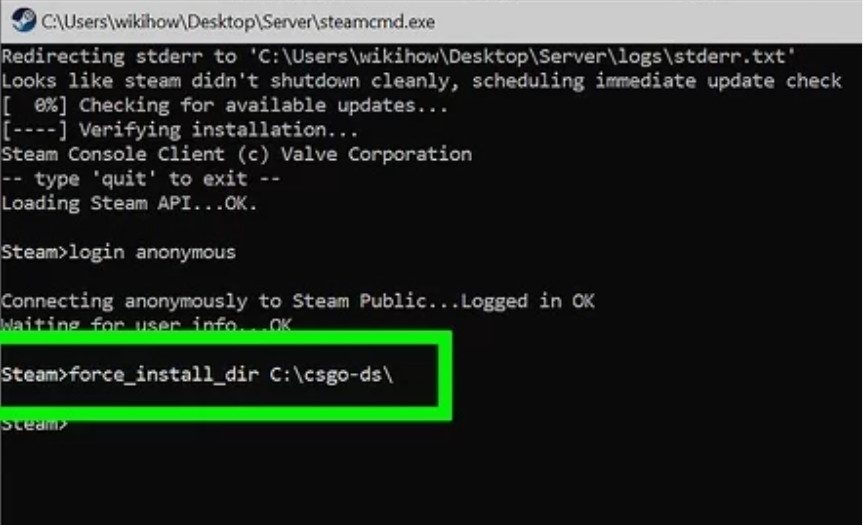 C:\Users\wikihow\Desktop\Server\steamcmd.exe
Redirecting stderr to 'C:\Users\wikihow\Desktop\Server\logs\stderr.txt'
Looks like steam didn't shutdown cleanly, scheduling immediate update check
[  0%] Checking for available updates...
[----] Verifying installation...
Steam Console Client (c) Valve Corporation
-- type 'quit' to exit --
Loading Steam API...OK.
Steam>login anonymous
Connecting anonymously to Steam Public...Logged in OK
Waiting for user info...OK
Steam>force_install_dir C:\csgo-ds\
Steam>